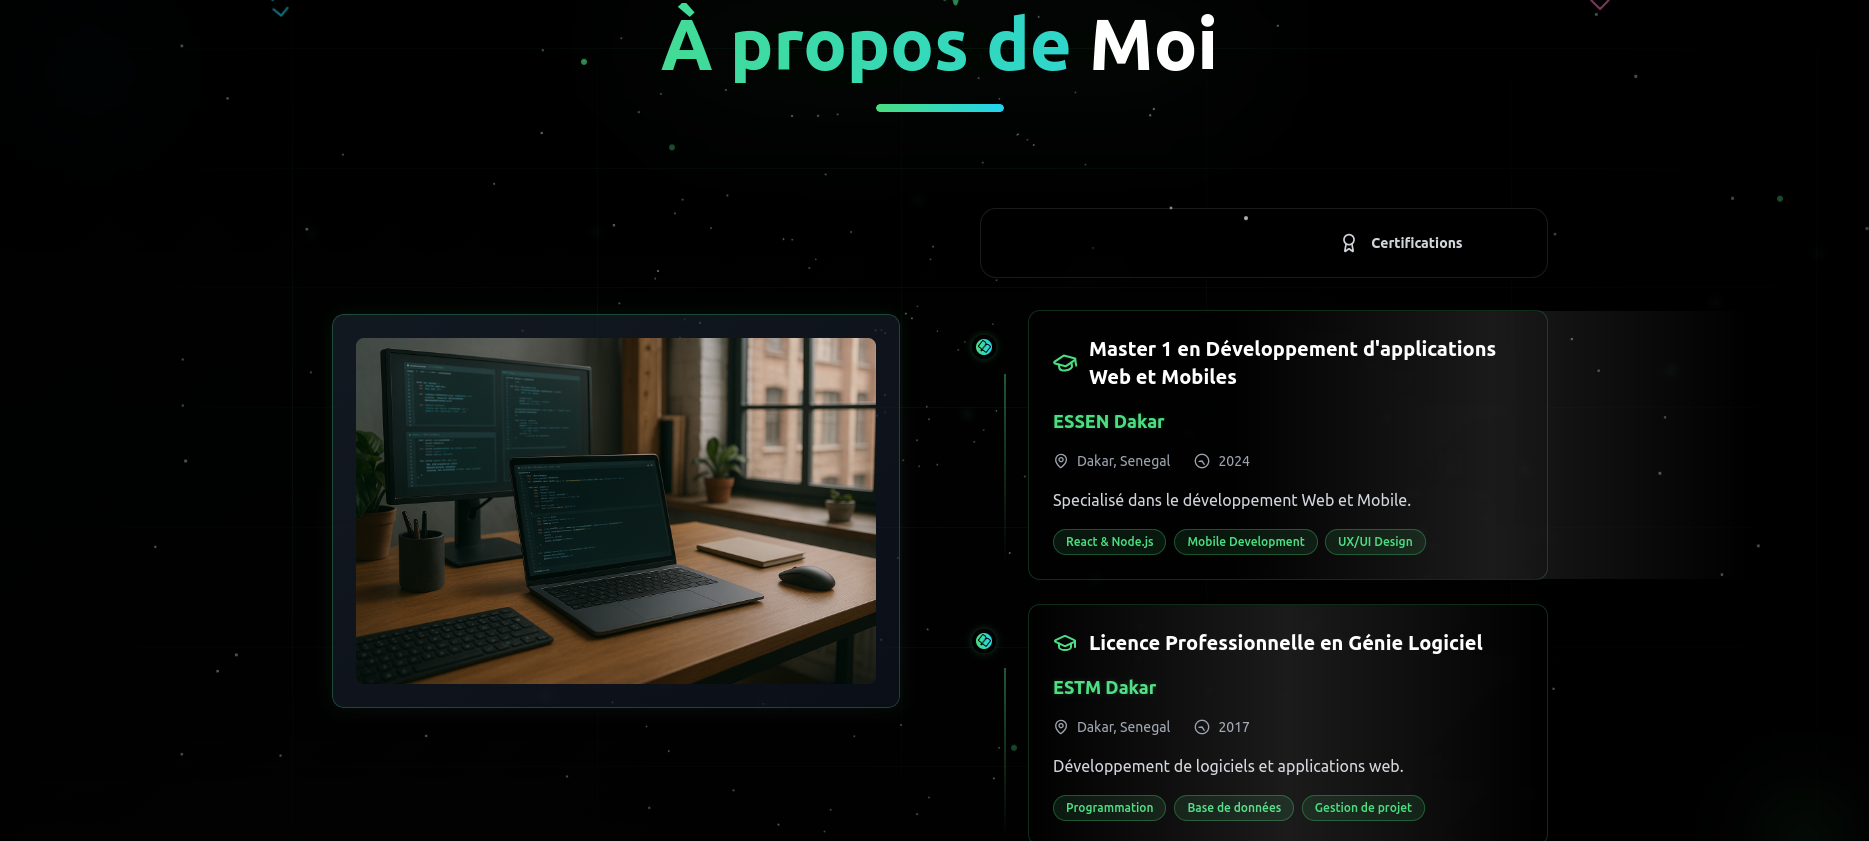 À propos de Moi
Certifications
Master 1 en Développement d'applications
Web et Mobiles
ESSEN Dakar
Dakar, Senegal 2024
Specialisé dans le développement Web et Mobile.
React & Node.js Mobile Development UX/UI Design
Licence Professionnelle en Génie Logiciel
ESTM Dakar
Dakar, Senegal 2017
Développement de logiciels et applications web.
Programmation Base de données Gestion de projet